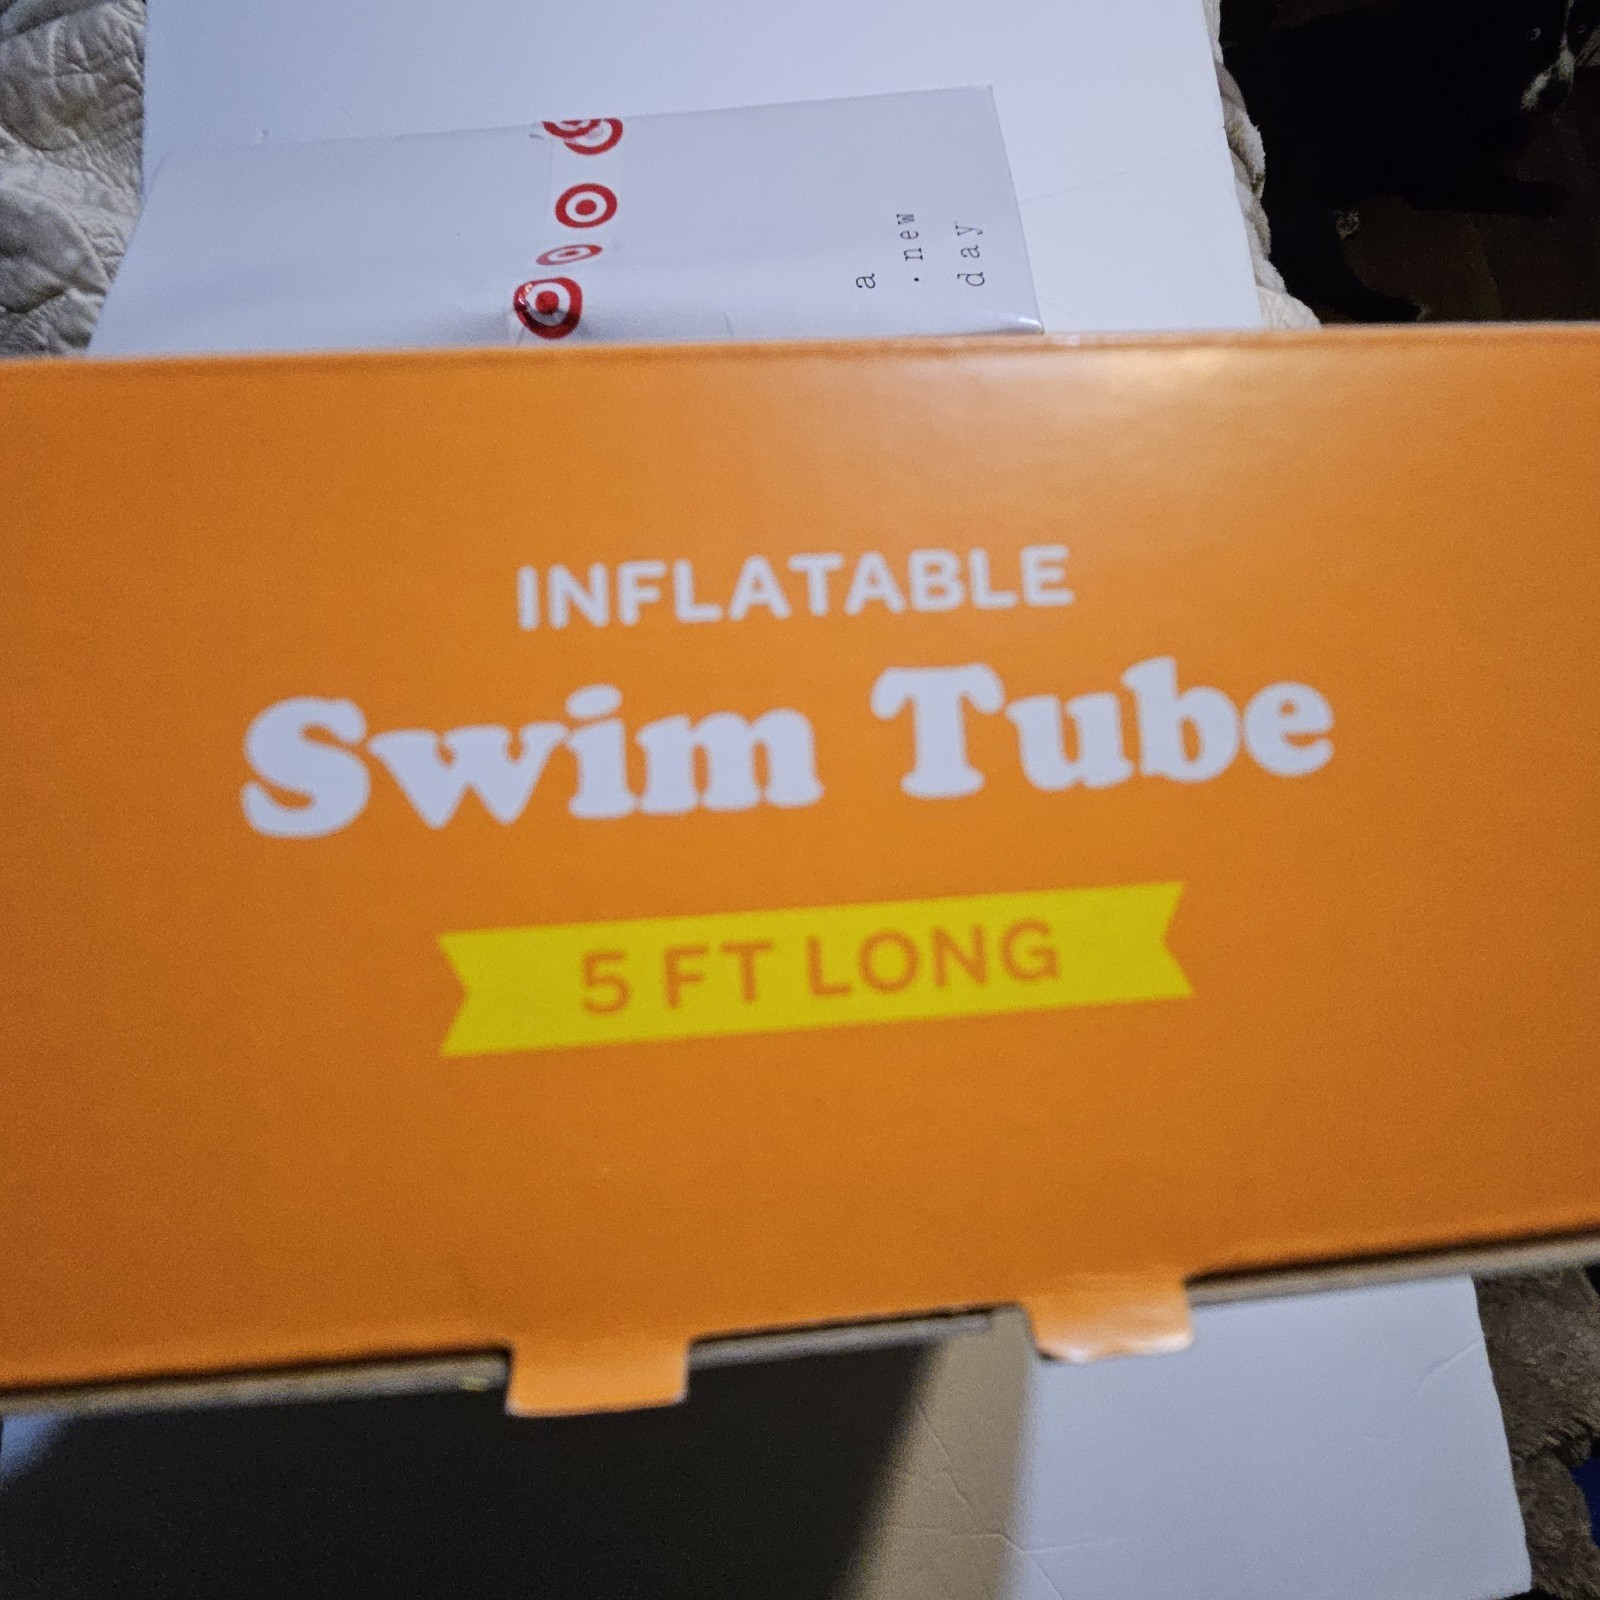 a
new
day
INFLATABLE
Swim Tube
5 FT LONG